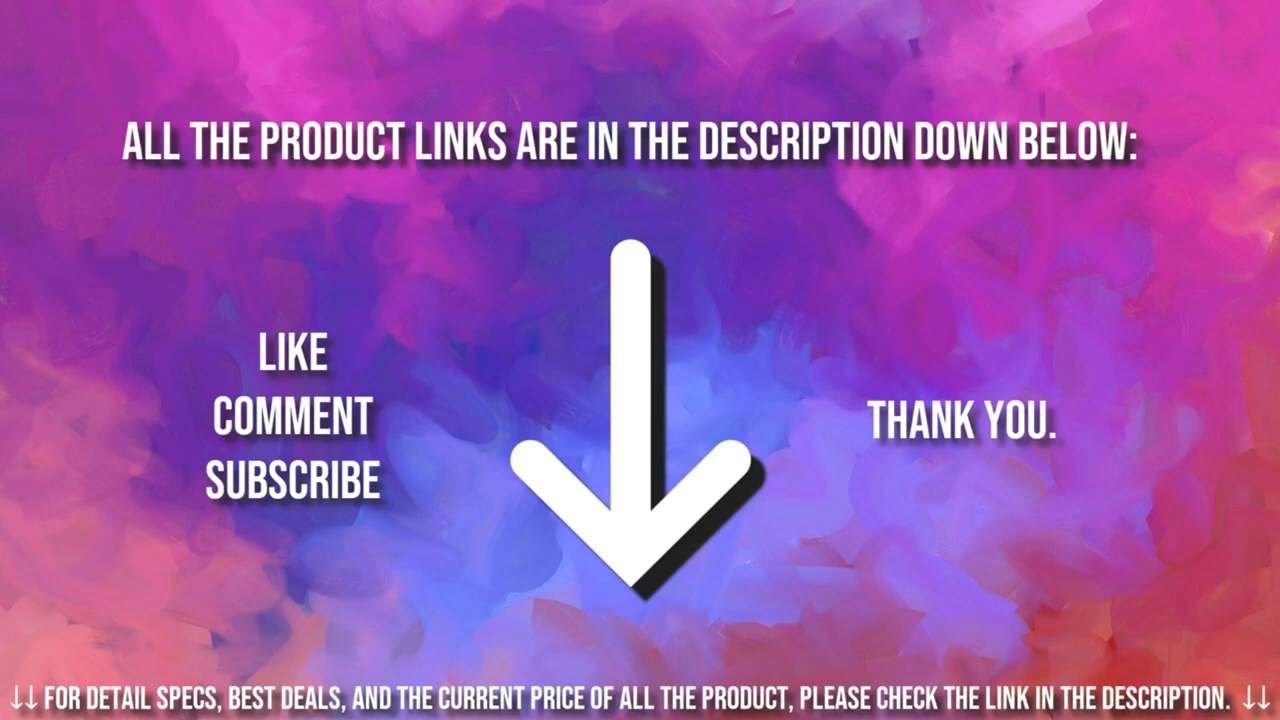 ALL THE PRODUCT LINKS ARE IN THE DESCRIPTION DOWN BELOW:
LIKE
COMMENT
SUBSCRIBE
THANK YOU.
↓↓ FOR DETAIL SPECS, BEST DEALS, AND THE CURRENT PRICE OF ALL THE PRODUCT, PLEASE CHECK THE LINK IN THE DESCRIPTION. ↓↓